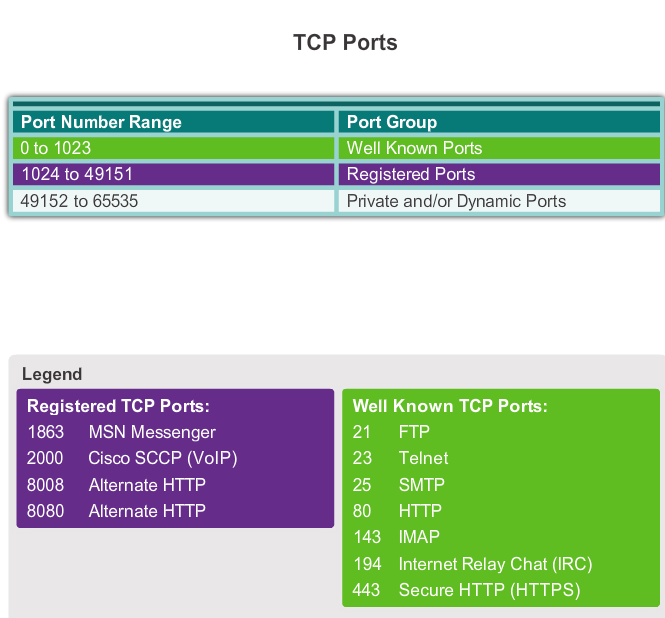 TCP Ports
Port Number Range Port Group
0 to 1023 Well Known Ports
1024 to 49151 Registered Ports
49152 to 65535 Private and/or Dynamic Ports
Legend
Registered TCP Ports:
1863 MSN Messenger
2000 Cisco SCCP (VoIP)
8008 Alternate HTTP
8080 Alternate HTTP
Well Known TCP Ports:
21 FTP
23 Telnet
25 SMTP
80 HTTP
143 IMAP
194 Internet Relay Chat (IRC)
443 Secure HTTP (HTTPS)